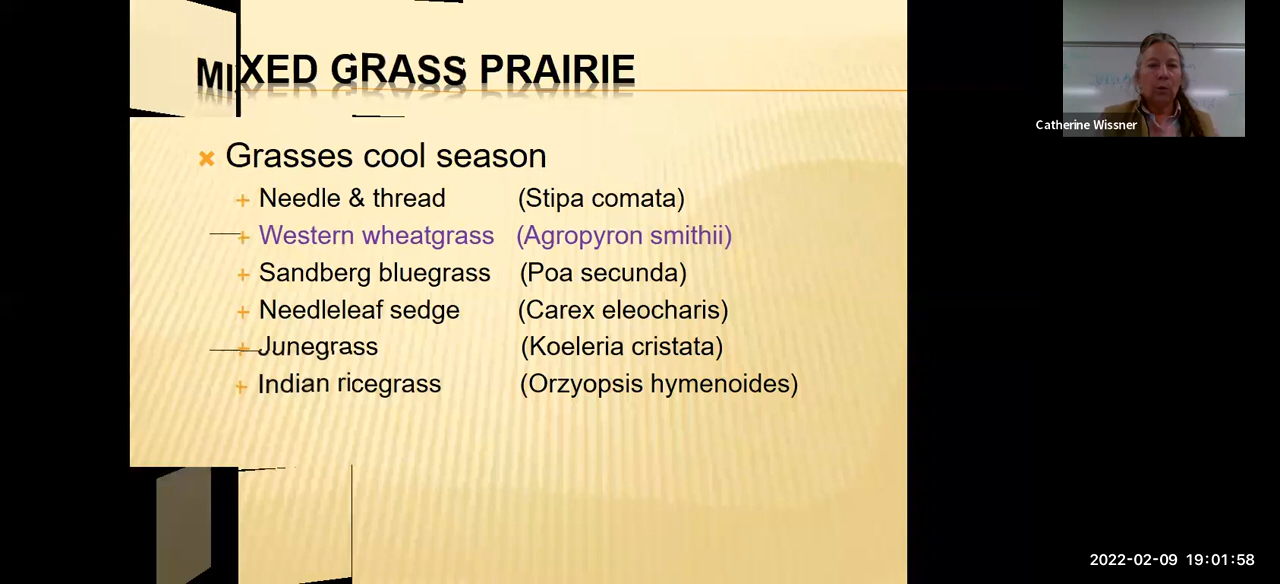 MIXED GRASS PRAIRIE
Grasses cool season
Needle & thread (Stipa comata)
Western wheatgrass (Agropyron smithii)
Sandberg bluegrass (Poa secunda)
Needleleaf sedge (Carex eleocharis)
Junegrass (Koeleria cristata)
Indian ricegrass (Orzyopsis hymenoides)
Catherine Wissner
2022-02-09 19:01:58